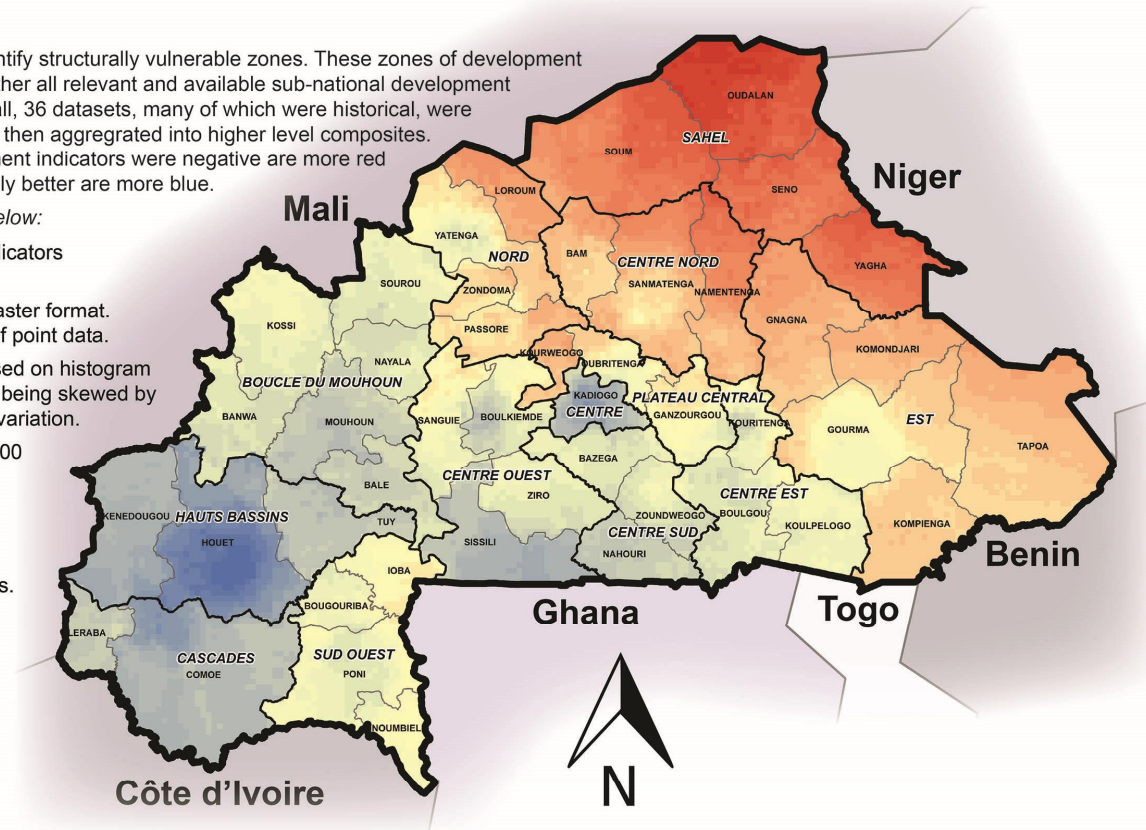 ntify structurally vulnerable zones. These zones of development
ther all relevant and available sub-national development
all, 36 datasets, many of which were historical, were
then aggregrated into higher level composites.
nent indicators were negative are more red
ly better are more blue.
elow:
dicators
aster format.
of point data.
sed on histogram
being skewed by
variation.
00
s.
Mali
Niger
Benin
Togo
Ghana
Côte d'Ivoire
N
OUDALAN
SAHEL
SOUM
SENO
YAGHA
LOROUM
YATENGA
NORD
ZONDOMA
PASSORE
BAM
CENTRE NORD
SANMATENGA
NAMENTENGA
GNAGNA
KOMONDJARI
EST
GOURMA
TAPOA
KOMPIENGA
SOUROU
KOSSI
NAYALA
BOUCLE DU MOUHOUN
BANWA
MOUHOUN
BALE
KOURWEOGO
OUBRITENGA
PLATEAU CENTRAL
GANZOURGOU
KADIOGO
CENTRE
KOURITENGA
SANGUIE
BOULKIEMDE
CENTRE OUEST
ZIRO
SISSILI
BAZEGA
ZOUNDWEOGO
CENTRE SUD
NAHOURI
CENTRE EST
BOULGOU
KOULPELOGO
KENEDOUGOU
HAUTS BASSINS
HOUET
TUY
IOBA
BOUGOURIBA
SUD OUEST
PONI
NOUMBIEL
LERABA
CASCADES
COMOE